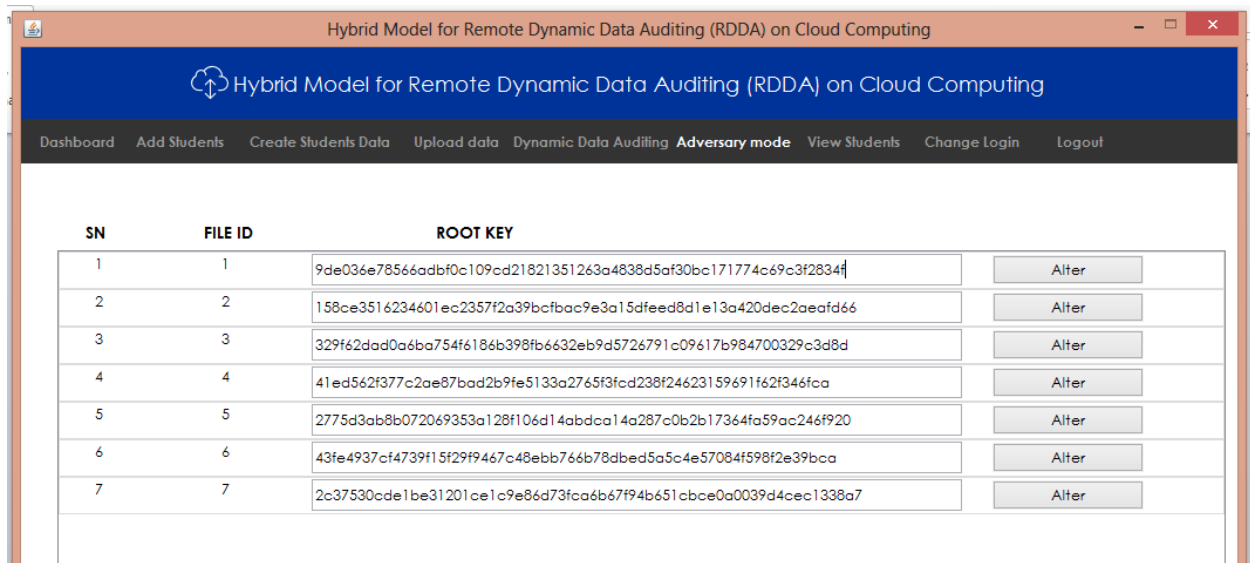 Hybrid Model for Remote Dynamic Data Auditing (RDDA) on Cloud Computing
Hybrid Model for Remote Dynamic Data Auditing (RDDA) on Cloud Computing
Dashboard Add Students Create Students Data Upload data Dynamic Data Auditing Adversary mode View Students Change Login Logout
SN FILE ID ROOT KEY
1 1 9de036e78566adbf0c109cd21821351263a4838d5af30bc171774c69c3f2834f Alter
2 2 158ce3516234601ec2357f2a39bcfbac9e3a15dfeed8d1e13a420dec2aeafd66 Alter
3 3 329f62dad0a6ba754f6186b398fb6632eb9d5726791c09617b984700329c3d8d Alter
4 4 41ed562f377c2ae87bad2b9fe5133a2765f3fcd238f24623159691f62f346fca Alter
5 5 2775d3ab8b072069353a128f106d14abdca14a287c0b2b17364fa59ac246f920 Alter
6 6 43fe4937cf4739f15f29f9467c48ebb766b78dbed5a5c4e57084f598f2e39bca Alter
7 7 2c37530cde1be31201ce1c9e86d73fca6b67f94b651cbce0a0039d4cec1338a7 Alter